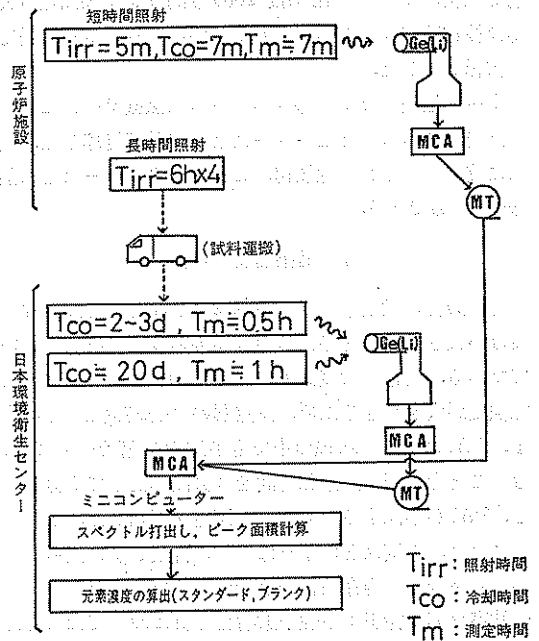 短時間照射
Tirr=5m,Tco=7m,Tm≒7m
Ge(Li)
原子炉施設
MCA
長時間照射
Tirr=6hx4
MT
(試料運搬)
Tco=2~3d , Tm=0.5h
Ge(Li)
Tco≒20d , Tm≒1h
日本環境衛生センター
MCA
MCA
MT
ミニコンピューター
スペクトル打出し, ピーク面積計算
元素濃度の算出(スタンダード,ブランク)
Tirr : 照射時間
Tco : 冷却時間
Tm : 測定時間